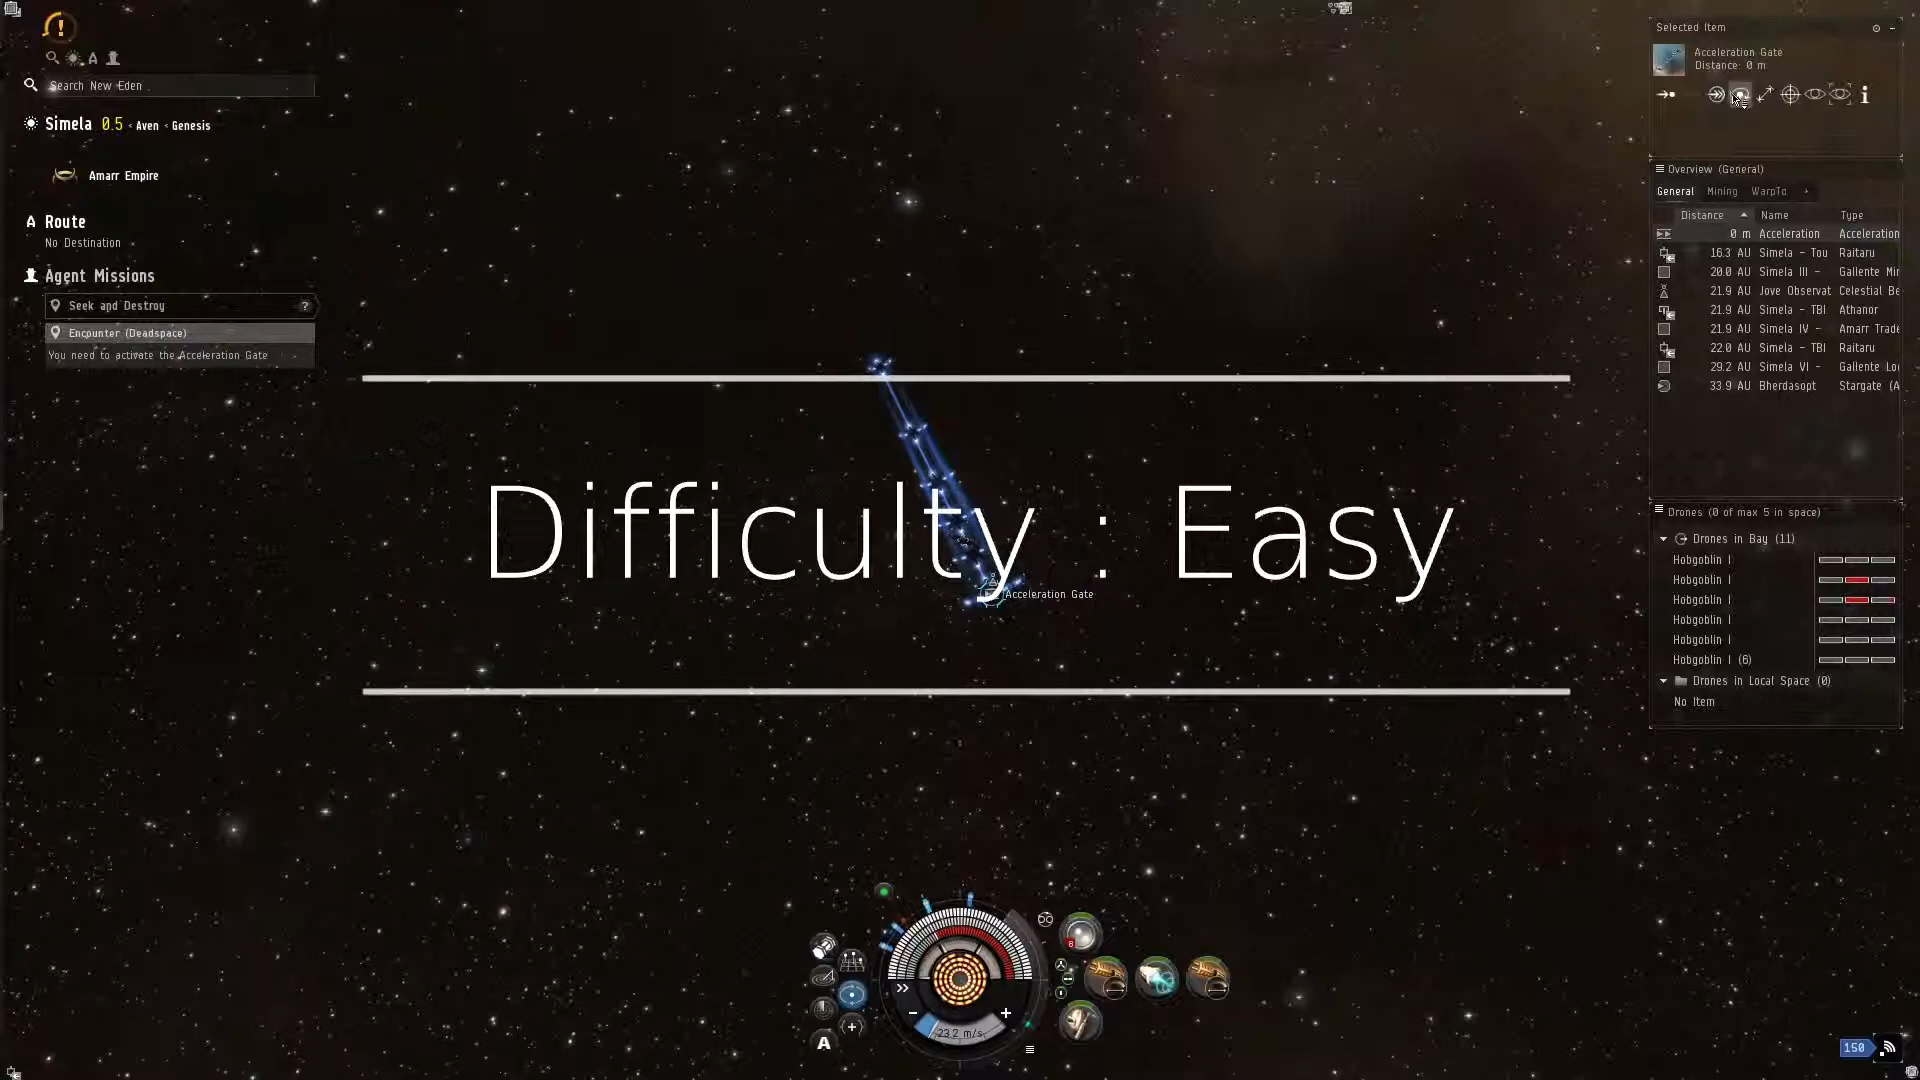 Search New Eden
Simela 0.5 < Aven < Genesis
Amarr Empire
Route
No Destination
Agent Missions
Seek and Destroy ?
Encounter (Deadspace)
You need to activate the Acceleration Gate
Difficulty : Easy
Acceleration Gate
Selected Item
Acceleration Gate
Distance: 0 m
Overview (General)
General Mining WarpTo +
Distance Name Type
0 m Acceleration Acceleration
16.3 AU Simela - Tou Raitaru
20.0 AU Simela III - Gallente Min
21.9 AU Jove Observat Celestial Be
21.9 AU Simela - TBI Athanor
21.9 AU Simela IV - Amarr Trade
22.0 AU Simela - TBI Raitaru
29.2 AU Simela VI - Gallente Lo
33.9 AU Bherdasopt Stargate (A
Drones (0 of max 5 in space)
Drones in Bay (11)
Hobgoblin I
Hobgoblin I
Hobgoblin I
Hobgoblin I
Hobgoblin I
Hobgoblin I (6)
Drones in Local Space (0)
No Item
8
23.2 m/s
A
150